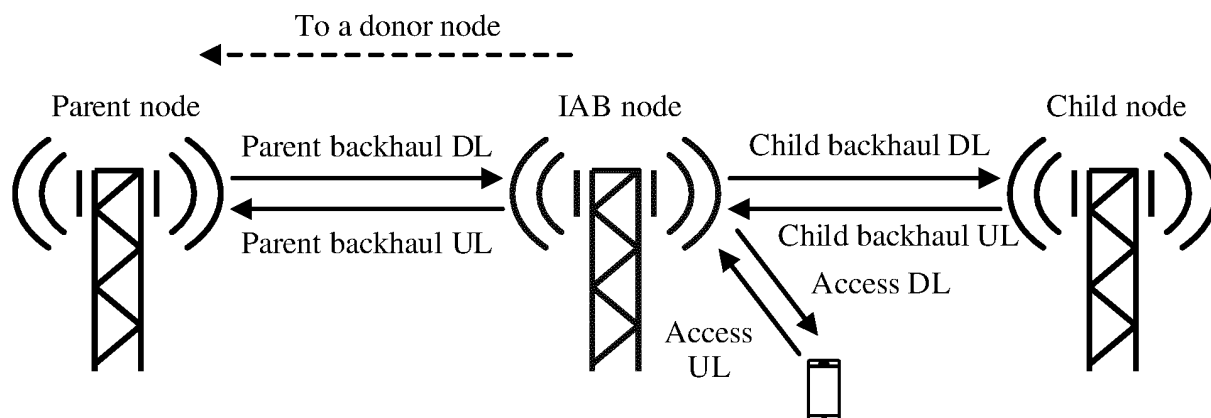 To a donor node
Parent node
IAB node
Child node
Parent backhaul DL
Child backhaul DL
Parent backhaul UL
Child backhaul UL
Access DL
Access
UL